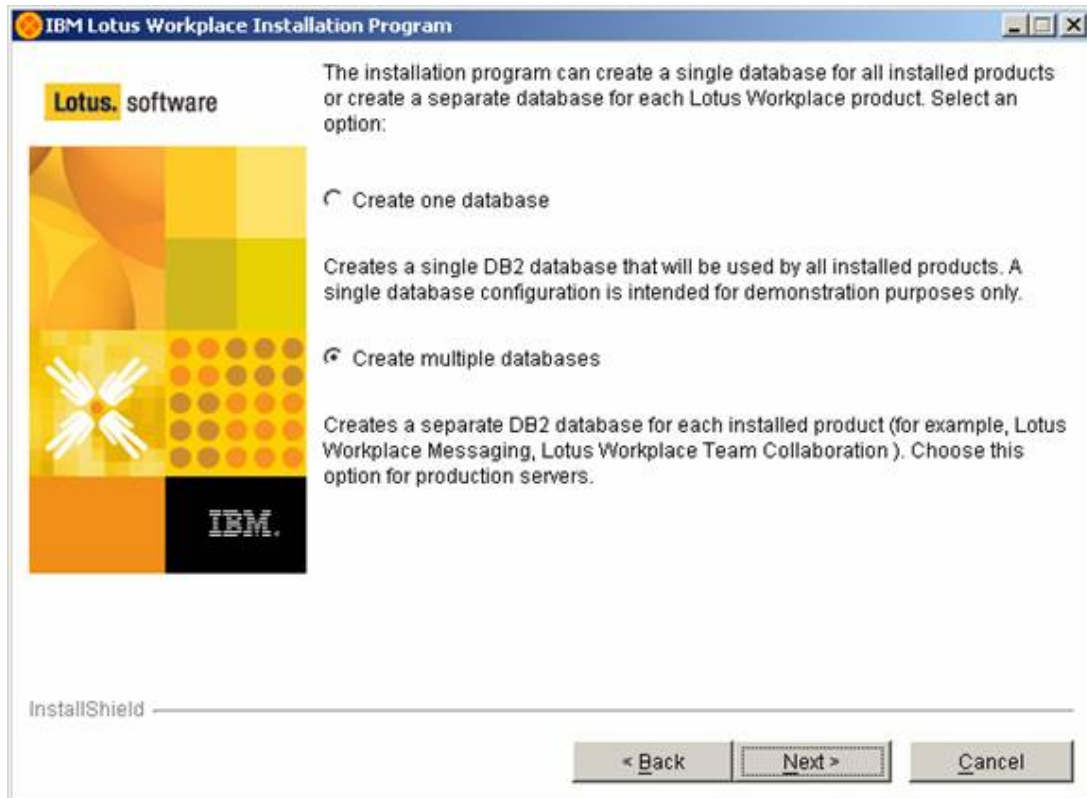 IBM Lotus Workplace Installation Program
Lotus. software
The installation program can create a single database for all installed products
or create a separate database for each Lotus Workplace product. Select an
option:
Create one database
Creates a single DB2 database that will be used by all installed products. A
single database configuration is intended for demonstration purposes only.
Create multiple databases
Creates a separate DB2 database for each installed product (for example, Lotus
Workplace Messaging, Lotus Workplace Team Collaboration ). Choose this
option for production servers.
IBM.
InstallShield
< Back
Next >
Cancel